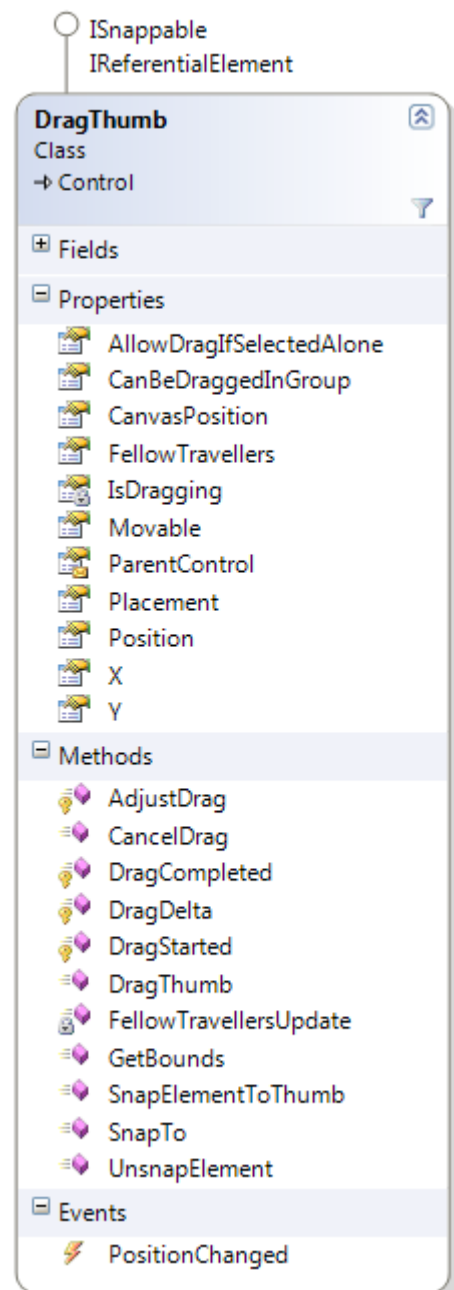 ISnappable
IReferentialElement
DragThumb
Class
Control
Fields
Properties
AllowDragIfSelectedAlone
CanBeDraggedInGroup
CanvasPosition
FellowTravellers
IsDragging
Movable
ParentControl
Placement
Position
X
Y
Methods
AdjustDrag
CancelDrag
DragCompleted
DragDelta
DragStarted
DragThumb
FellowTravellersUpdate
GetBounds
SnapElementToThumb
SnapTo
UnsnapElement
Events
PositionChanged